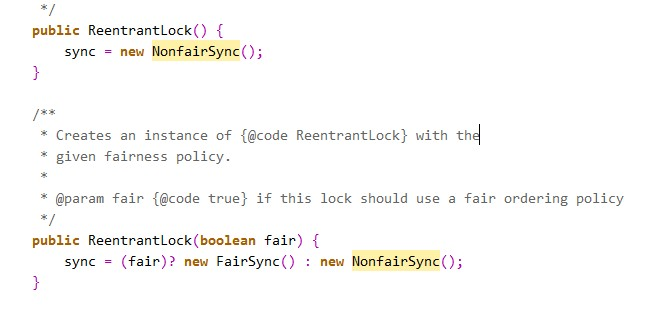 */
public ReentrantLock() {
sync = new NonfairSync();
}
/**
* Creates an instance of {@code ReentrantLock} with the
* given fairness policy.
*
* @param fair {@code true} if this lock should use a fair ordering policy
*/
public ReentrantLock(boolean fair) {
sync = (fair)? new FairSync() : new NonfairSync();
}